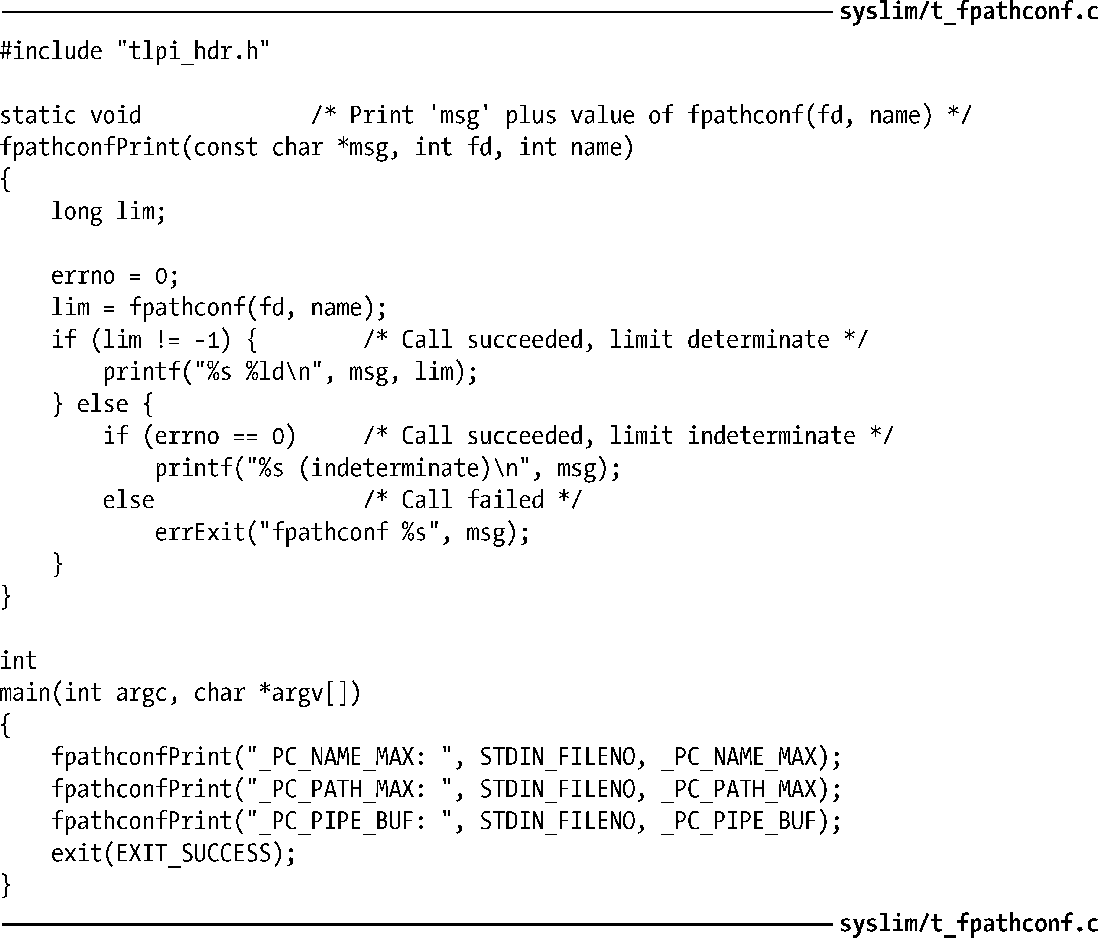 syslim/t_fpathconf.c
#include "tlpi_hdr.h"
static void             /* Print 'msg' plus value of fpathconf(fd, name) */
fpathconfPrint(const char *msg, int fd, int name)
{
    long lim;
    errno = 0;
    lim = fpathconf(fd, name);
    if (lim != -1) {        /* Call succeeded, limit determinate */
        printf("%s %ld\n", msg, lim);
    } else {
        if (errno == 0)     /* Call succeeded, limit indeterminate */
            printf("%s (indeterminate)\n", msg);
        else                /* Call failed */
            errExit("fpathconf %s", msg);
    }
}
int
main(int argc, char *argv[])
{
    fpathconfPrint("_PC_NAME_MAX: ", STDIN_FILENO, _PC_NAME_MAX);
    fpathconfPrint("_PC_PATH_MAX: ", STDIN_FILENO, _PC_PATH_MAX);
    fpathconfPrint("_PC_PIPE_BUF: ", STDIN_FILENO, _PC_PIPE_BUF);
    exit(EXIT_SUCCESS);
}
syslim/t_fpathconf.c